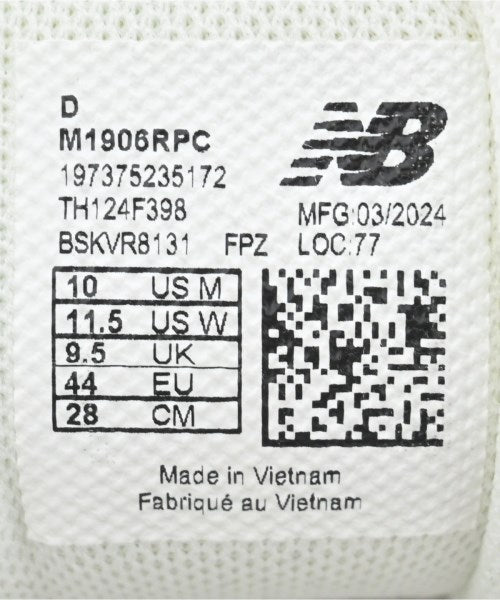 D
M1906RPC
197375235172
TH124F398
BSKVR8131 FPZ
NB
MFG:03/2024
LOC:77
10 US M
11.5 US W
9.5 UK
44 EU
28 CM
Made in Vietnam
Fabriqué au Vietnam